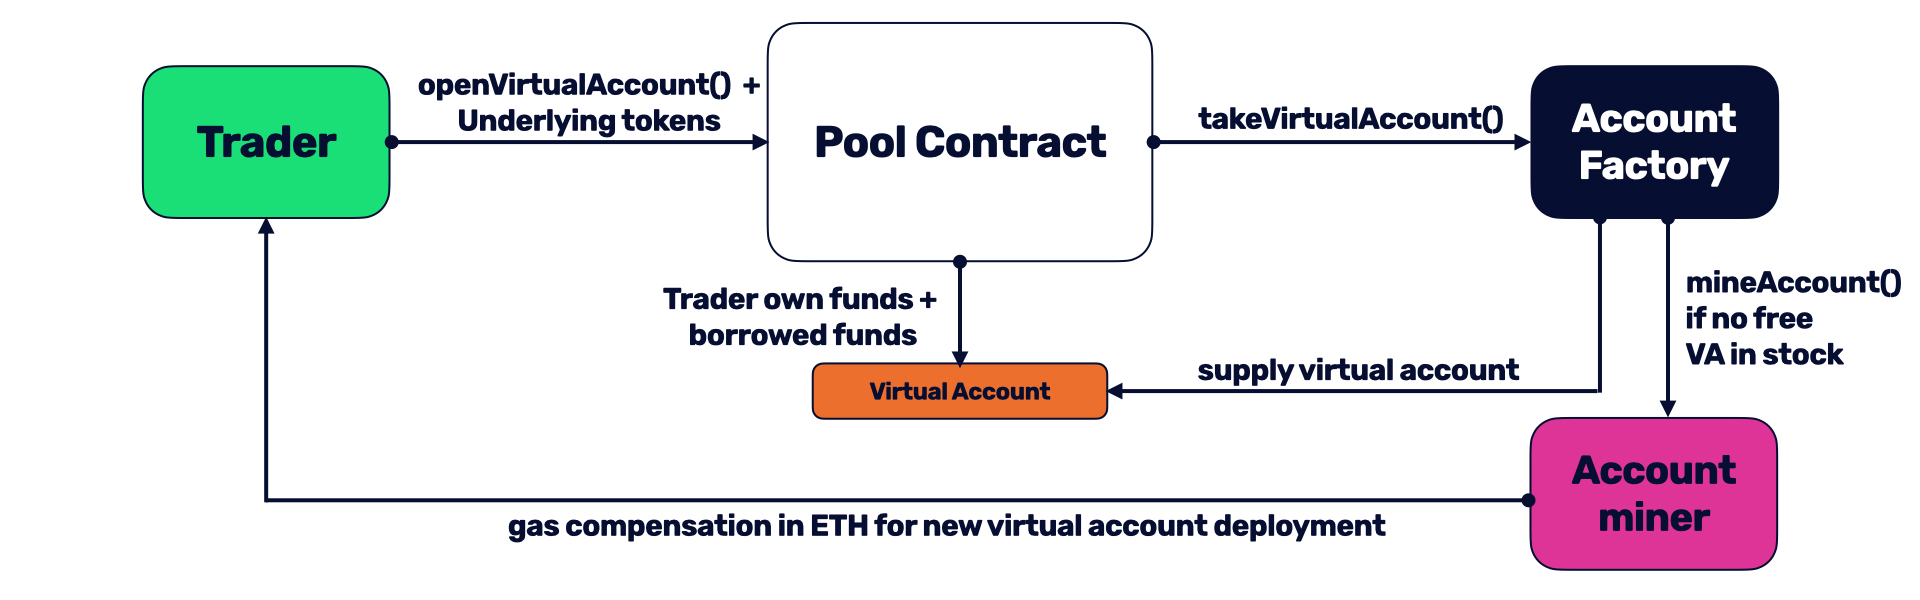 openVirtualAccount() +
Underlying tokens
Trader
Pool Contract
takeVirtualAccount()
Account
Factory
Trader own funds +
borrowed funds
mineAccount()
if no free
VA in stock
Virtual Account
supply virtual account
Account
miner
gas compensation in ETH for new virtual account deployment